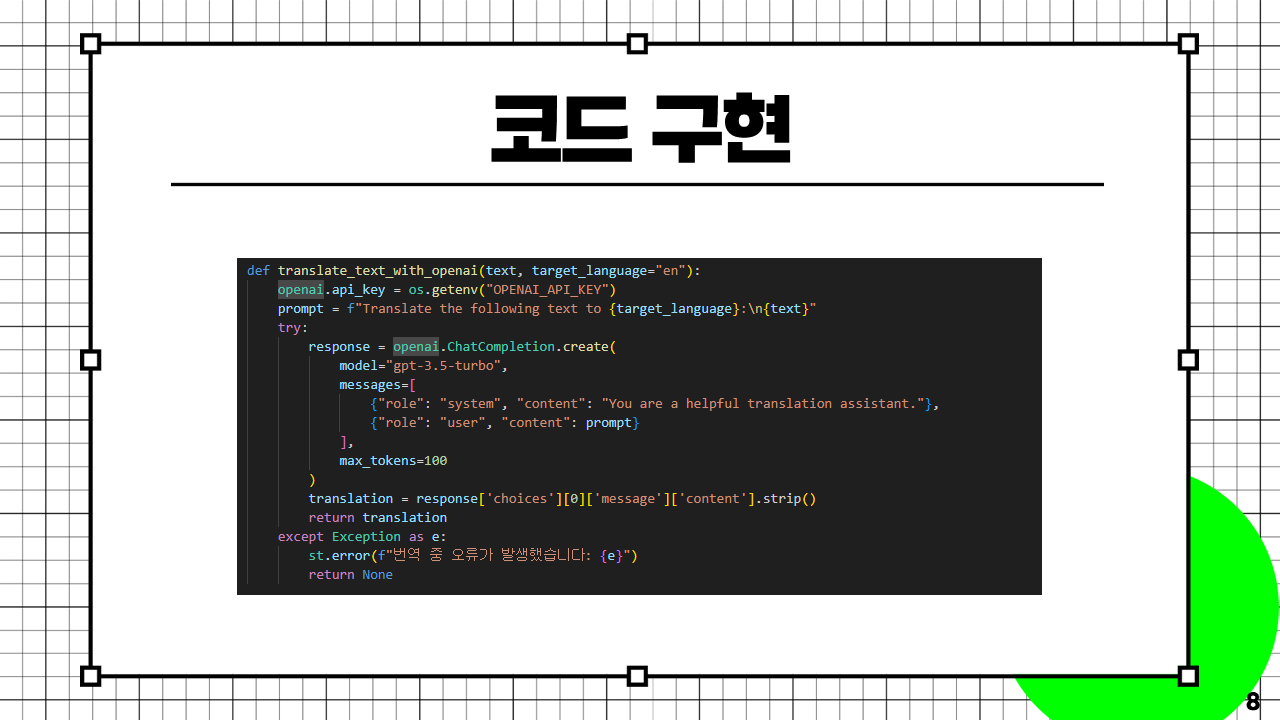 코드 구현
def translate_text_with_openai(text, target_language="en"):
    openai.api_key = os.getenv("OPENAI_API_KEY")
    prompt = f"Translate the following text to {target_language}:\n{text}"
    try:
        response = openai.ChatCompletion.create(
            model="gpt-3.5-turbo",
            messages=[
                {"role": "system", "content": "You are a helpful translation assistant."},
                {"role": "user", "content": prompt}
            ],
            max_tokens=100
        )
        translation = response['choices'][0]['message']['content'].strip()
        return translation
    except Exception as e:
        st.error(f"번역 중 오류가 발생했습니다: {e}")
        return None
8